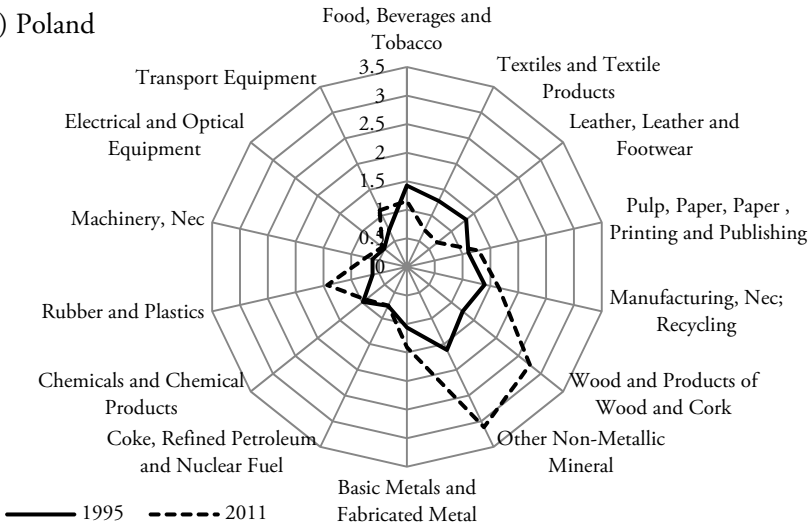 ) Poland
Food, Beverages and
Tobacco
Textiles and Textile
Products
Leather, Leather and
Footwear
Pulp, Paper, Paper ,
Printing and Publishing
Manufacturing, Nec;
Recycling
Wood and Products of
Wood and Cork
Other Non-Metallic
Mineral
Basic Metals and
Fabricated Metal
Coke, Refined Petroleum
and Nuclear Fuel
Chemicals and Chemical
Products
Rubber and Plastics
Machinery, Nec
Electrical and Optical
Equipment
Transport Equipment
3.5
3
2.5
2
1.5
1
0.5
0
1995
2011